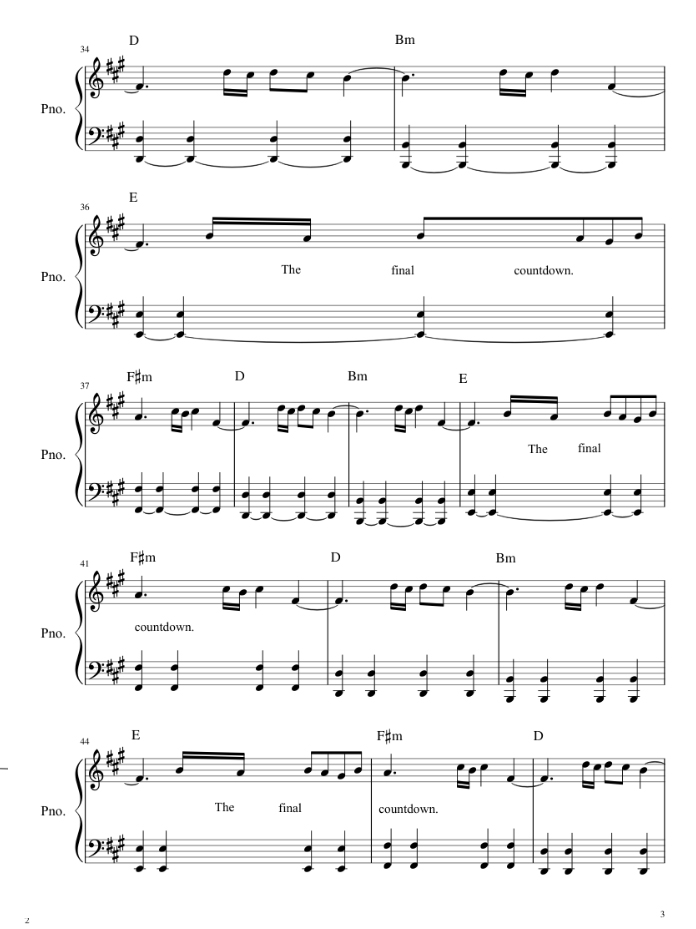 D Bm
34
Pno.
E
36
Pno.
The final countdown.
F♯m D Bm E
37
Pno.
The final
F♯m D Bm
41
Pno.
countdown.
E F♯m D
44
Pno.
The final countdown.
2 3